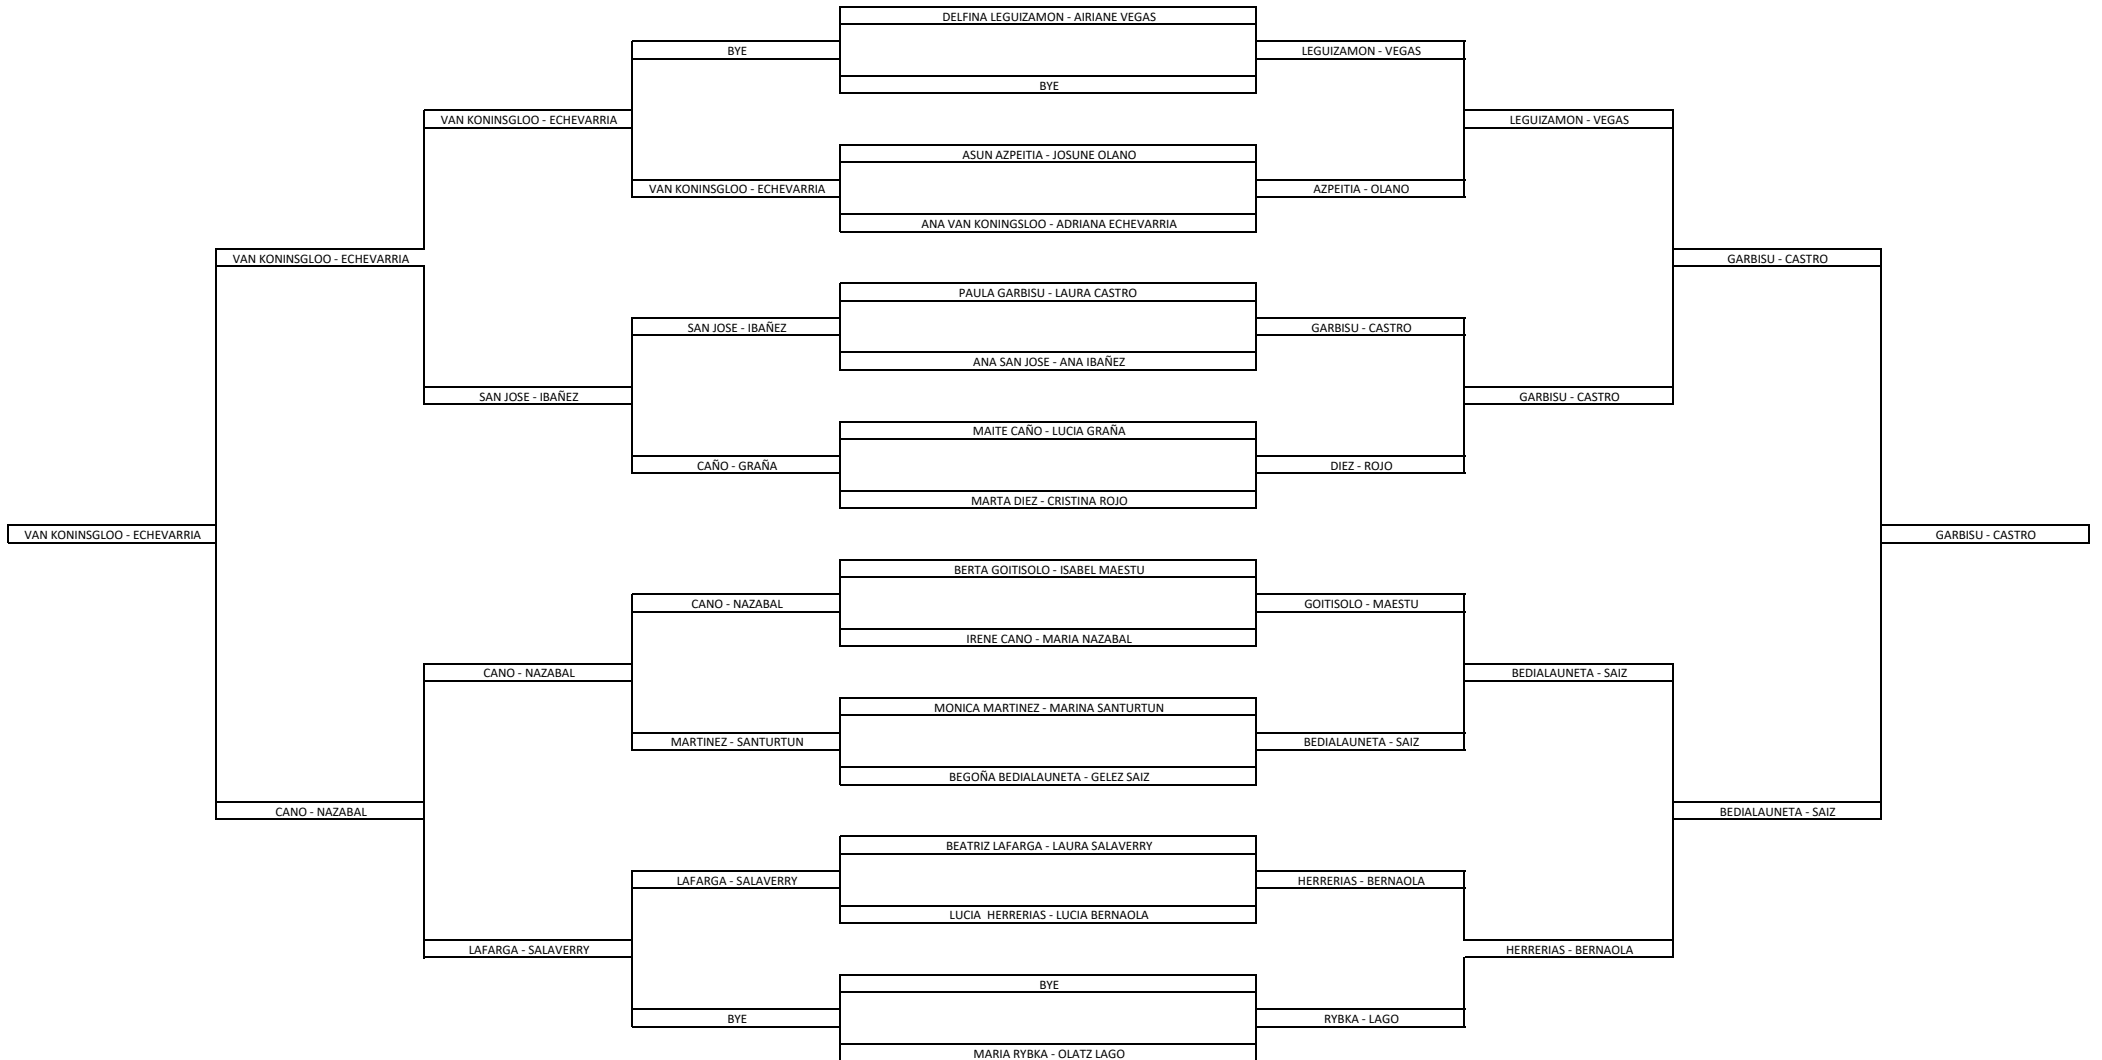 DELFINA LEGUIZAMON - AIRIANE VEGAS
BYE
LEGUIZAMON - VEGAS
BYE
VAN KONINSGLOO - ECHEVARRIA
LEGUIZAMON - VEGAS
ASUN AZPEITIA - JOSUNE OLANO
VAN KONINSGLOO - ECHEVARRIA
AZPEITIA - OLANO
ANA VAN KONINGSLOO - ADRIANA ECHEVARRIA
VAN KONINSGLOO - ECHEVARRIA
GARBISU - CASTRO
PAULA GARBISU - LAURA CASTRO
SAN JOSE - IBAÑEZ
GARBISU - CASTRO
ANA SAN JOSE - ANA IBAÑEZ
SAN JOSE - IBAÑEZ
GARBISU - CASTRO
MAITE CAÑO - LUCIA GRAÑA
CAÑO - GRAÑA
DIEZ - ROJO
MARTA DIEZ - CRISTINA ROJO
VAN KONINSGLOO - ECHEVARRIA
GARBISU - CASTRO
BERTA GOITISOLO - ISABEL MAESTU
CANO - NAZABAL
GOITISOLO - MAESTU
IRENE CANO - MARIA NAZABAL
CANO - NAZABAL
BEDIALAUNETA - SAIZ
MONICA MARTINEZ - MARINA SANTURTUN
MARTINEZ - SANTURTUN
BEDIALAUNETA - SAIZ
BEGOÑA BEDIALAUNETA - GELEZ SAIZ
CANO - NAZABAL
BEDIALAUNETA - SAIZ
BEATRIZ LAFARGA - LAURA SALAVERRY
LAFARGA - SALAVERRY
HERRERIAS - BERNAOLA
LUCIA  HERRERIAS - LUCIA BERNAOLA
LAFARGA - SALAVERRY
HERRERIAS - BERNAOLA
BYE
BYE
RYBKA - LAGO
MARIA RYBKA - OLATZ LAGO